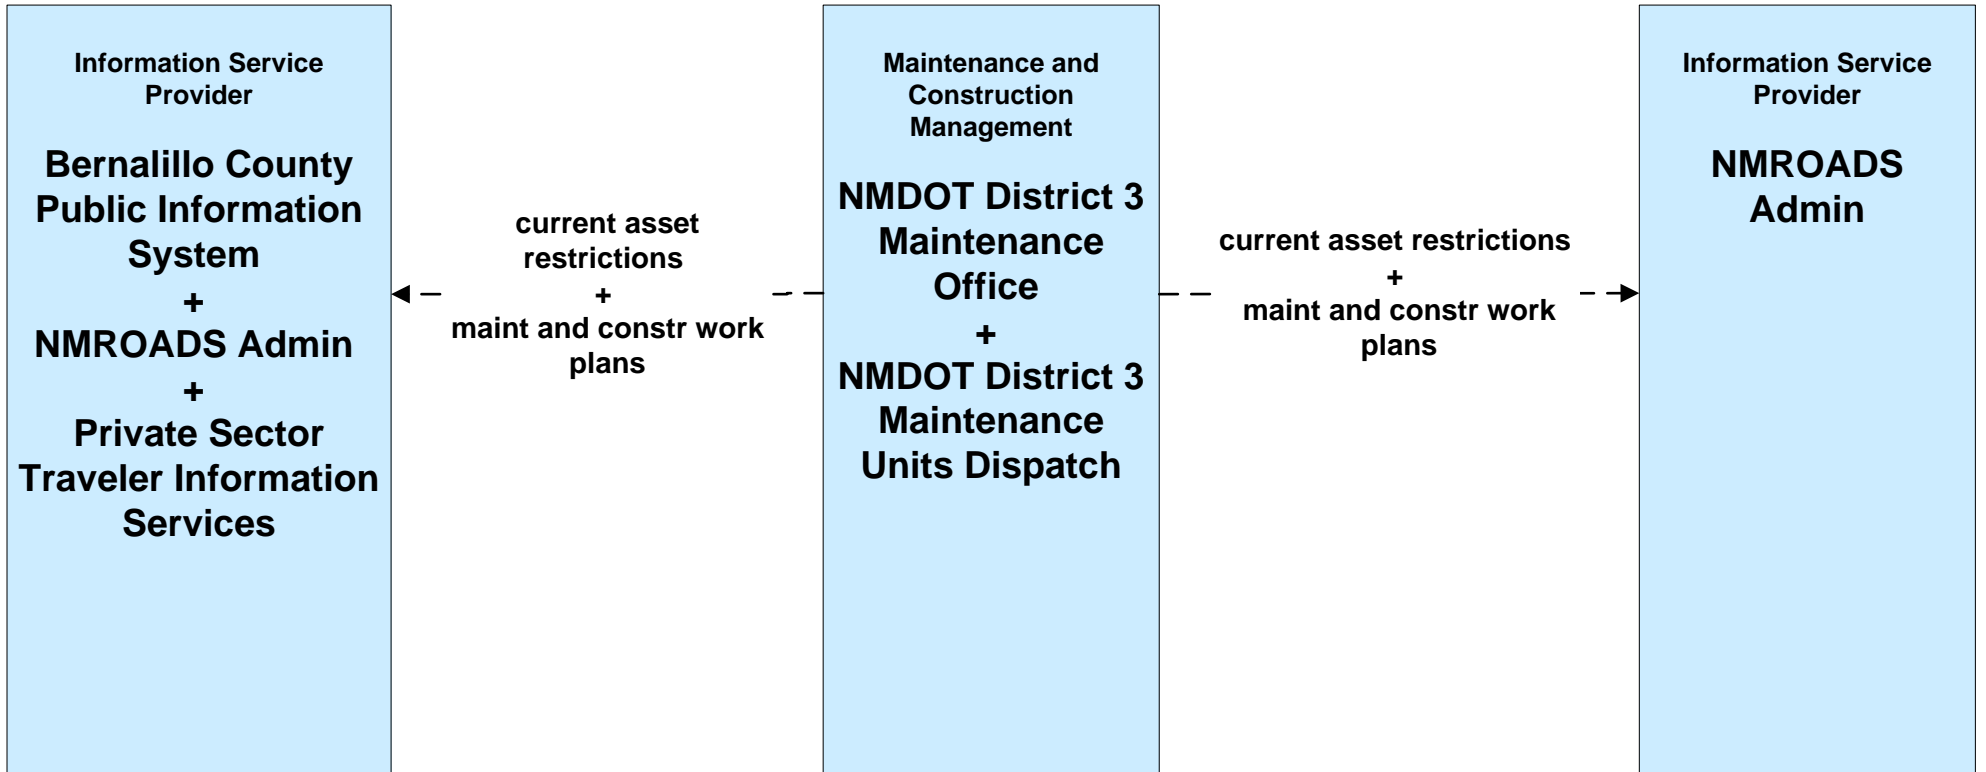 Information Service
Provider
Bernalillo County
Public Information
System
+
NMROADS Admin
+
Private Sector
Traveler Information
Services
current asset
restrictions
+
maint and constr work
plans
Maintenance and
Construction
Management
NMDOT District 3
Maintenance
Office
+
NMDOT District 3
Maintenance
Units Dispatch
current asset restrictions
+
maint and constr work
plans
Information Service
Provider
NMROADS
Admin